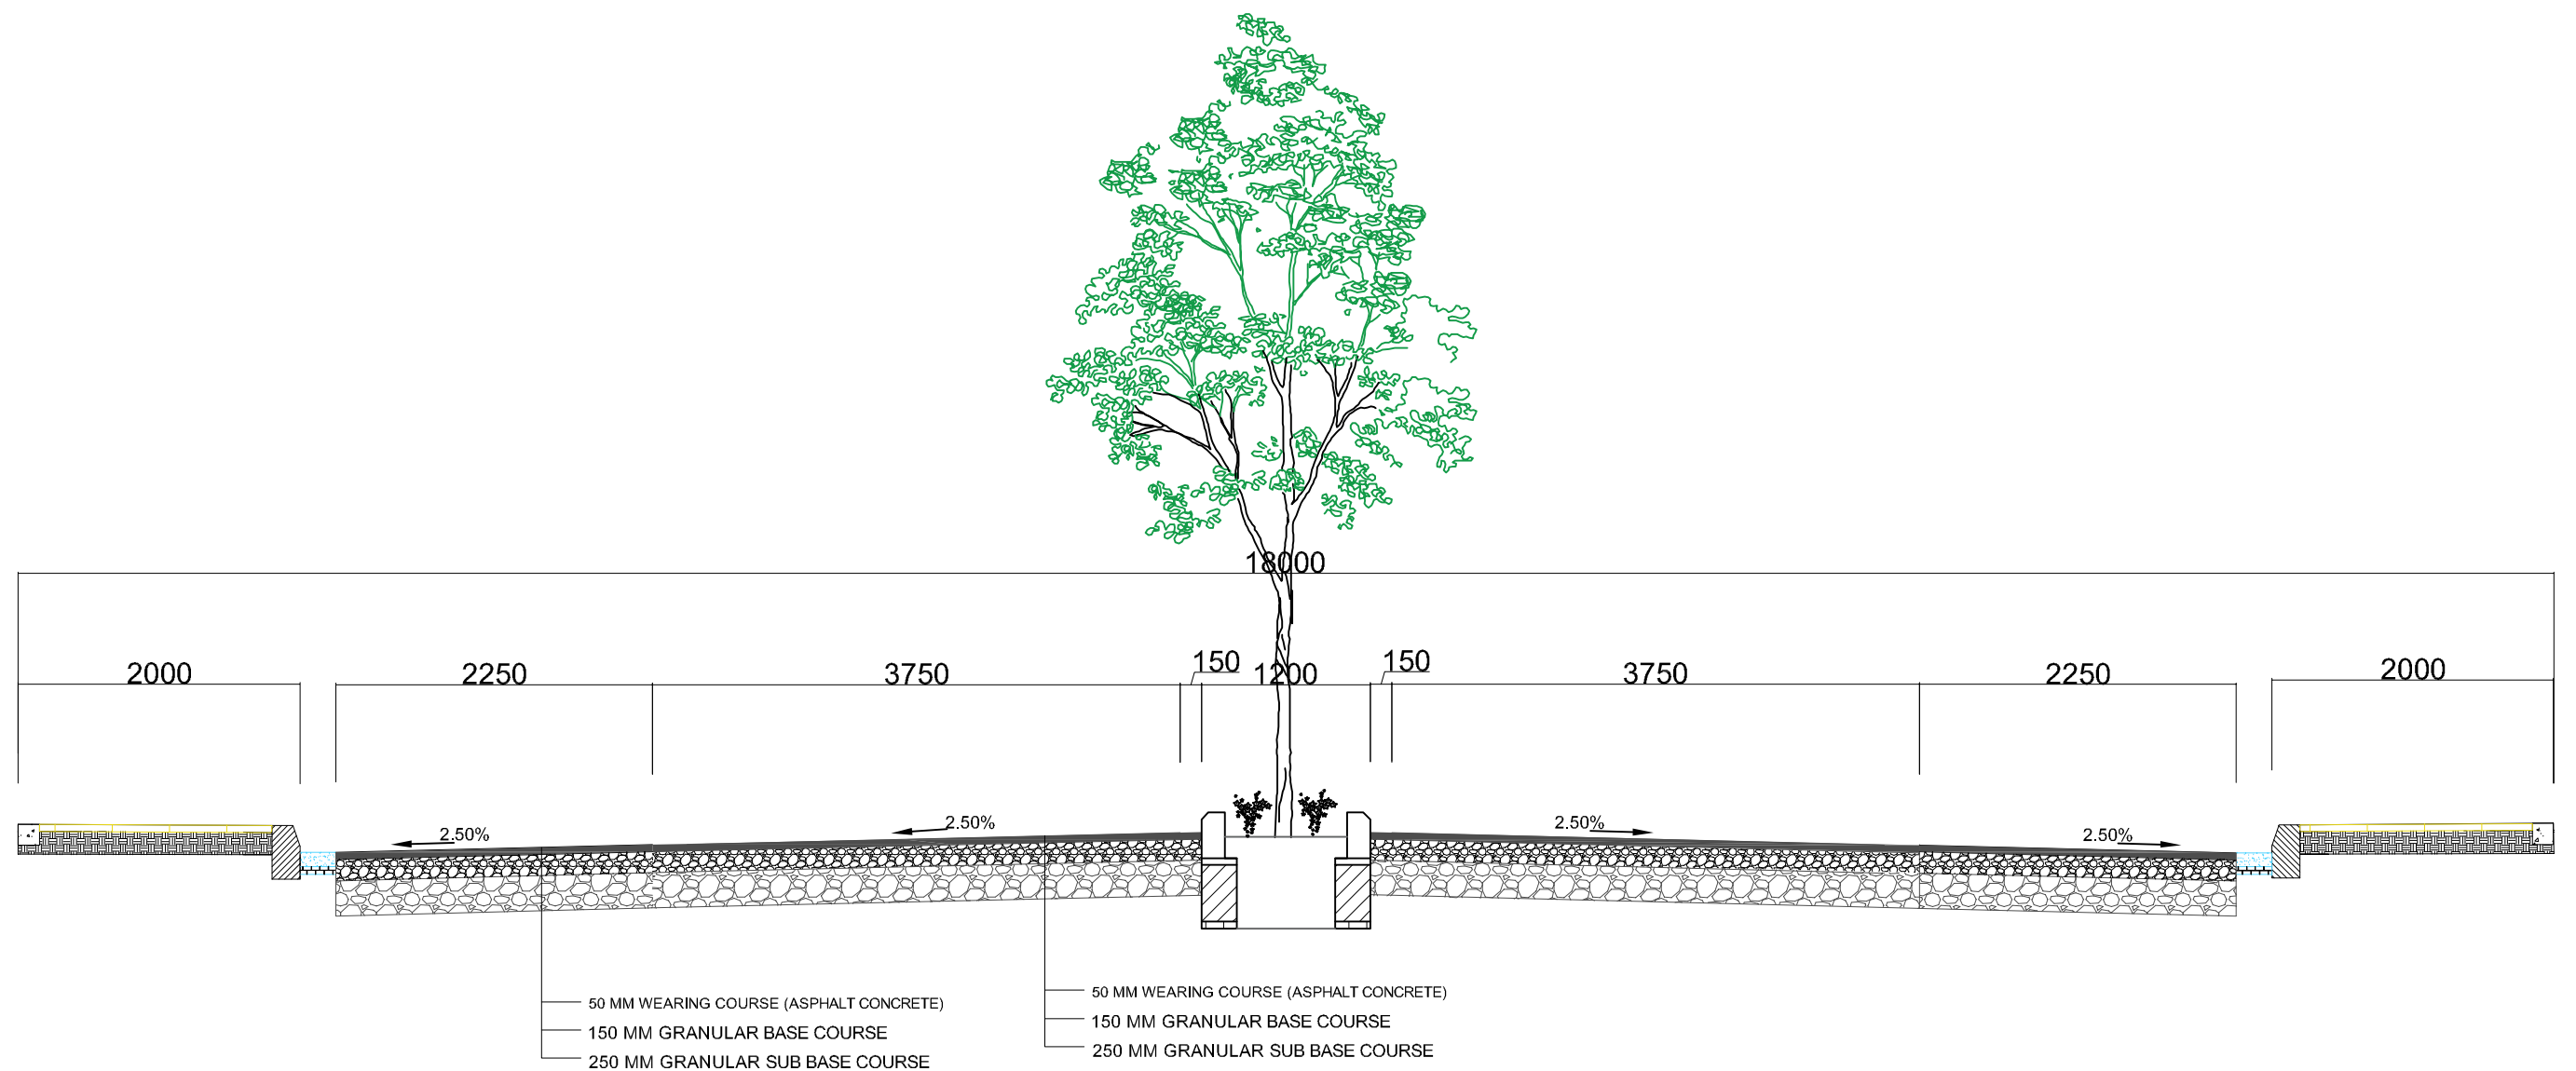 18000
2000
2250
3750
150
1200
150
3750
2250
2000
2.50%
2.50%
2.50%
2.50%
50 MM WEARING COURSE (ASPHALT CONCRETE)
150 MM GRANULAR BASE COURSE
250 MM GRANULAR SUB BASE COURSE
50 MM WEARING COURSE (ASPHALT CONCRETE)
150 MM GRANULAR BASE COURSE
250 MM GRANULAR SUB BASE COURSE